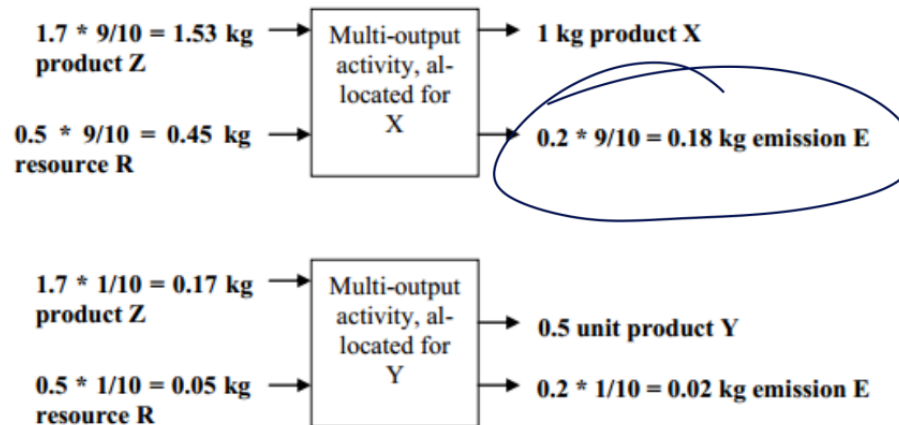 1.7 * 9/10 = 1.53 kg
product Z
0.5 * 9/10 = 0.45 kg
resource R
Multi-output
activity, al-
located for
X
1 kg product X
0.2 * 9/10 = 0.18 kg emission E
1.7 * 1/10 = 0.17 kg
product Z
0.5 * 1/10 = 0.05 kg
resource R
Multi-output
activity, al-
located for
Y
0.5 unit product Y
0.2 * 1/10 = 0.02 kg emission E